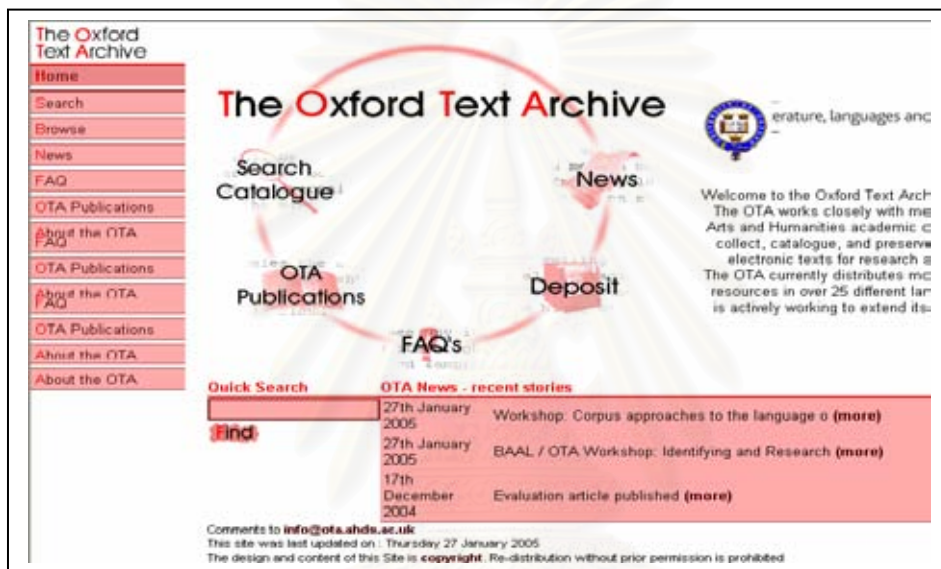 The Oxford
Text Archive
Home
Search
Browse
News
FAQ
OTA Publications
About the OTA
FAQ
OTA Publications
About the OTA
FAQ
OTA Publications
About the OTA
About the OTA
The Oxford Text Archive
Search
Catalogue
News
OTA
Publications
Deposit
FAQ's
erature, languages and
Welcome to the Oxford Text Arch
The OTA works closely with me
Arts and Humanities academic c
collect, catalogue, and preserve
electronic texts for research a
The OTA currently distributes mo
resources in over 25 different lan
is actively working to extend its
Quick Search
Find
OTA News - recent stories
27th January
2005
Workshop: Corpus approaches to the language o (more)
27th January
2005
BAAL / OTA Workshop: Identifying and Research (more)
17th
December
2004
Evaluation article published (more)
Comments to info@ota.ahds.ac.uk
This site was last updated on : Thursday 27 January 2005
The design and content of this Site is copyright. Re-distribution without prior permission is prohibited